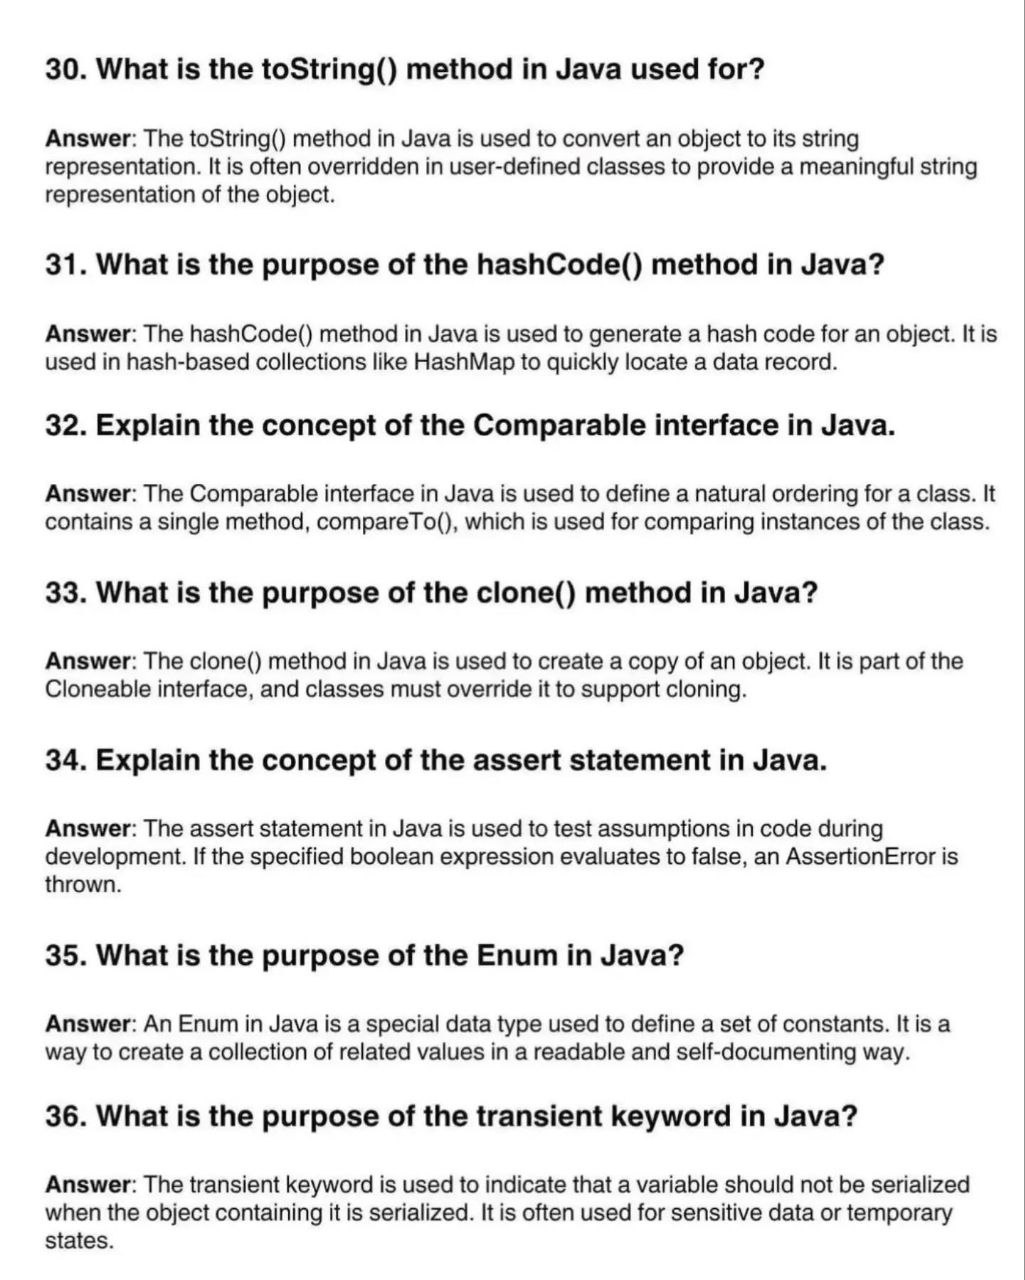 30. What is the toString() method in Java used for?
Answer: The toString() method in Java is used to convert an object to its string
representation. It is often overridden in user-defined classes to provide a meaningful string
representation of the object.
31. What is the purpose of the hashCode() method in Java?
Answer: The hashCode() method in Java is used to generate a hash code for an object. It is
used in hash-based collections like HashMap to quickly locate a data record.
32. Explain the concept of the Comparable interface in Java.
Answer: The Comparable interface in Java is used to define a natural ordering for a class. It
contains a single method, compareTo(), which is used for comparing instances of the class.
33. What is the purpose of the clone() method in Java?
Answer: The clone() method in Java is used to create a copy of an object. It is part of the
Cloneable interface, and classes must override it to support cloning.
34. Explain the concept of the assert statement in Java.
Answer: The assert statement in Java is used to test assumptions in code during
development. If the specified boolean expression evaluates to false, an AssertionError is
thrown.
35. What is the purpose of the Enum in Java?
Answer: An Enum in Java is a special data type used to define a set of constants. It is a
way to create a collection of related values in a readable and self-documenting way.
36. What is the purpose of the transient keyword in Java?
Answer: The transient keyword is used to indicate that a variable should not be serialized
when the object containing it is serialized. It is often used for sensitive data or temporary
states.